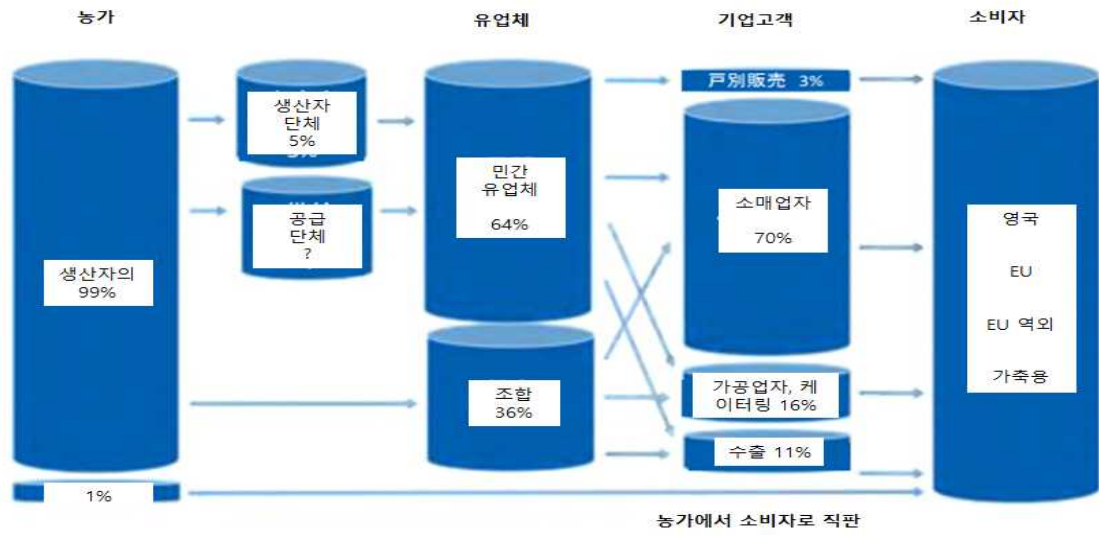 농가
유업체
기업고객
소비자
생산자의
99%
1%
생산자
단체
5%
공급
단체
?
민간
유업체
64%
조합
36%
戸別販売 3%
소매업자
70%
가공업자, 케
이터링 16%
수출 11%
영국
EU
EU 역외
가축용
농가에서 소비자로 직판